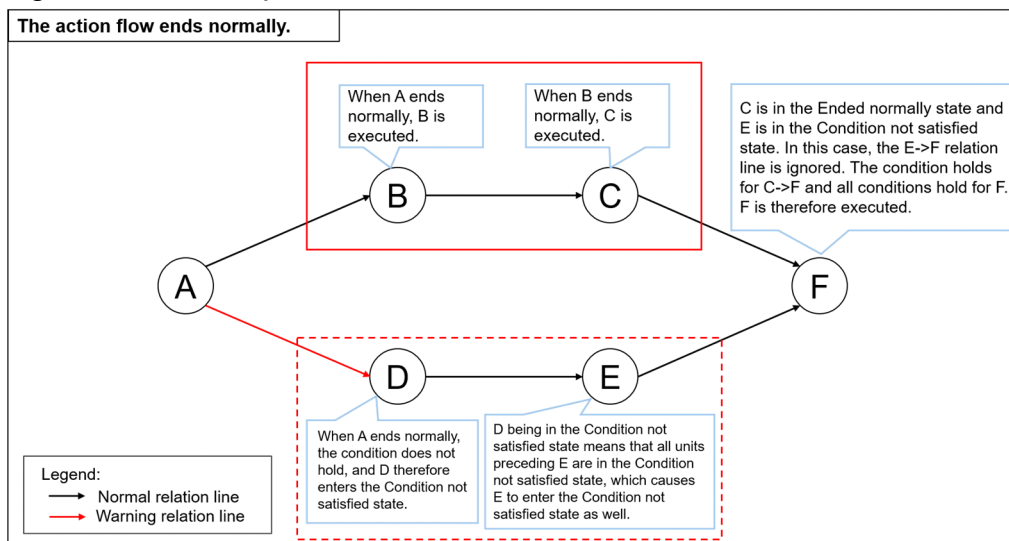 The action flow ends normally.
When A ends
normally, B is
executed.
When B ends
normally, C is
executed.
C is in the Ended normally state and
E is in the Condition not satisfied
state. In this case, the E->F relation
line is ignored. The condition holds
for C->F and all conditions hold for F.
F is therefore executed.
B
C
A
F
D
E
When A ends normally,
the condition does not
hold, and D therefore
enters the Condition not
satisfied state.
D being in the Condition not
satisfied state means that all units
preceding E are in the Condition
not satisfied state, which causes
E to enter the Condition not
satisfied state as well.
Legend:
Normal relation line
Warning relation line